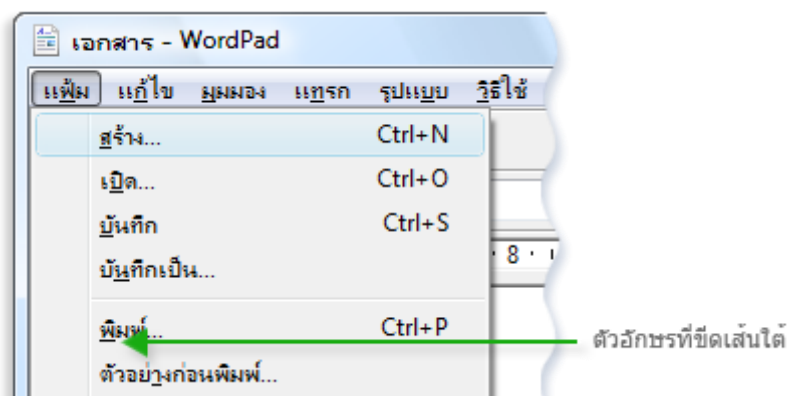 เอกสาร - WordPad
แฟ้ม แก้ไข มุมมอง แทรก รูปแบบ วิธีใช้
สร้าง... Ctrl+N
เปิด... Ctrl+O
บันทึก Ctrl+S
บันทึกเป็น...
· 8 ·
พิมพ์... Ctrl+P
ตัวอักษรที่ขีดเส้นใต้
ตัวอย่างก่อนพิมพ์...